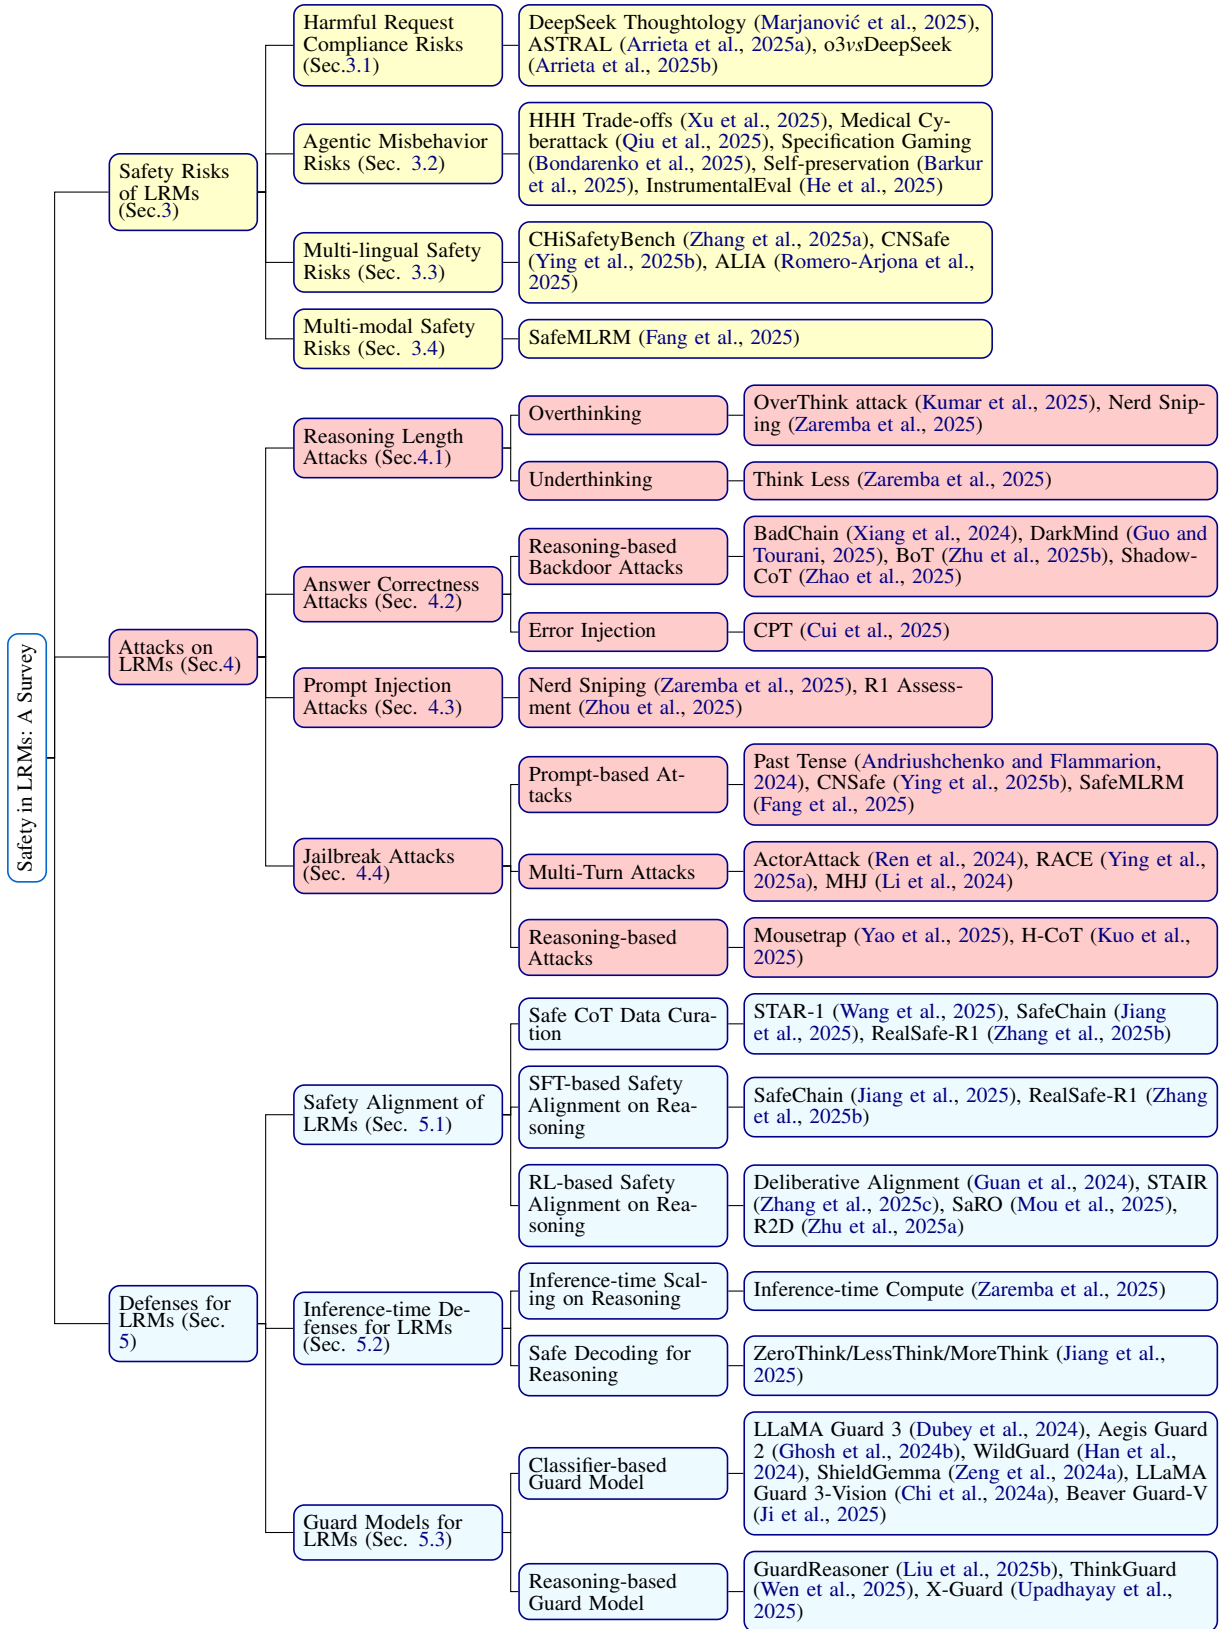 Safety in LRMs: A Survey
Safety Risks
of LRMs
(Sec.3)
Harmful Request
Compliance Risks
(Sec.3.1)
DeepSeek Thoughtology (Marjanović et al., 2025),
ASTRAL (Arrieta et al., 2025a), o3vsDeepSeek
(Arrieta et al., 2025b)
Agentic Misbehavior
Risks (Sec. 3.2)
HHH Trade-offs (Xu et al., 2025), Medical Cy-
berattack (Qiu et al., 2025), Specification Gaming
(Bondarenko et al., 2025), Self-preservation (Barkur
et al., 2025), InstrumentalEval (He et al., 2025)
Multi-lingual Safety
Risks (Sec. 3.3)
CHiSafetyBench (Zhang et al., 2025a), CNSafe
(Ying et al., 2025b), ALIA (Romero-Arjona et al.,
2025)
Multi-modal Safety
Risks (Sec. 3.4)
SafeMLRM (Fang et al., 2025)
Attacks on
LRMs (Sec.4)
Reasoning Length
Attacks (Sec.4.1)
Overthinking
OverThink attack (Kumar et al., 2025), Nerd Snip-
ing (Zaremba et al., 2025)
Underthinking
Think Less (Zaremba et al., 2025)
Answer Correctness
Attacks (Sec. 4.2)
Reasoning-based
Backdoor Attacks
BadChain (Xiang et al., 2024), DarkMind (Guo and
Tourani, 2025), BoT (Zhu et al., 2025b), Shadow-
CoT (Zhao et al., 2025)
Error Injection
CPT (Cui et al., 2025)
Prompt Injection
Attacks (Sec. 4.3)
Nerd Sniping (Zaremba et al., 2025), R1 Assess-
ment (Zhou et al., 2025)
Jailbreak Attacks
(Sec. 4.4)
Prompt-based At-
tacks
Past Tense (Andriushchenko and Flammarion,
2024), CNSafe (Ying et al., 2025b), SafeMLRM
(Fang et al., 2025)
Multi-Turn Attacks
ActorAttack (Ren et al., 2024), RACE (Ying et al.,
2025a), MHJ (Li et al., 2024)
Reasoning-based
Attacks
Mousetrap (Yao et al., 2025), H-CoT (Kuo et al.,
2025)
Defenses for
LRMs (Sec.
5)
Safety Alignment of
LRMs (Sec. 5.1)
Safe CoT Data Cura-
tion
STAR-1 (Wang et al., 2025), SafeChain (Jiang
et al., 2025), RealSafe-R1 (Zhang et al., 2025b)
SFT-based Safety
Alignment on Rea-
soning
SafeChain (Jiang et al., 2025), RealSafe-R1 (Zhang
et al., 2025b)
RL-based Safety
Alignment on Rea-
soning
Deliberative Alignment (Guan et al., 2024), STAIR
(Zhang et al., 2025c), SaRO (Mou et al., 2025),
R2D (Zhu et al., 2025a)
Inference-time De-
fenses for LRMs
(Sec. 5.2)
Inference-time Scal-
ing on Reasoning
Inference-time Compute (Zaremba et al., 2025)
Safe Decoding for
Reasoning
ZeroThink/LessThink/MoreThink (Jiang et al.,
2025)
Guard Models for
LRMs (Sec. 5.3)
Classifier-based
Guard Model
LLaMA Guard 3 (Dubey et al., 2024), Aegis Guard
2 (Ghosh et al., 2024b), WildGuard (Han et al.,
2024), ShieldGemma (Zeng et al., 2024a), LLaMA
Guard 3-Vision (Chi et al., 2024a), Beaver Guard-V
(Ji et al., 2025)
Reasoning-based
Guard Model
GuardReasoner (Liu et al., 2025b), ThinkGuard
(Wen et al., 2025), X-Guard (Upadhayay et al.,
2025)